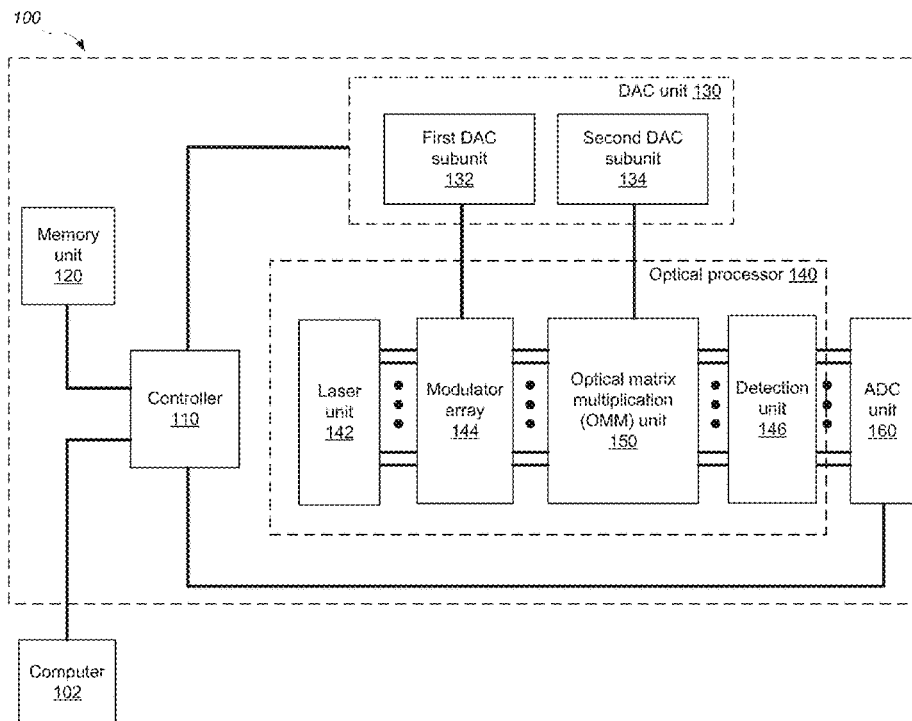 100
DAC unit 130
First DAC
subunit
132
Second DAC
subunit
134
Memory
unit
120
Optical processor 140
Controller
110
Laser
unit
142
Modulator
array
144
Optical matrix
multiplication
(OMM) unit
150
Detection
unit
146
ADC
unit
160
Computer
102